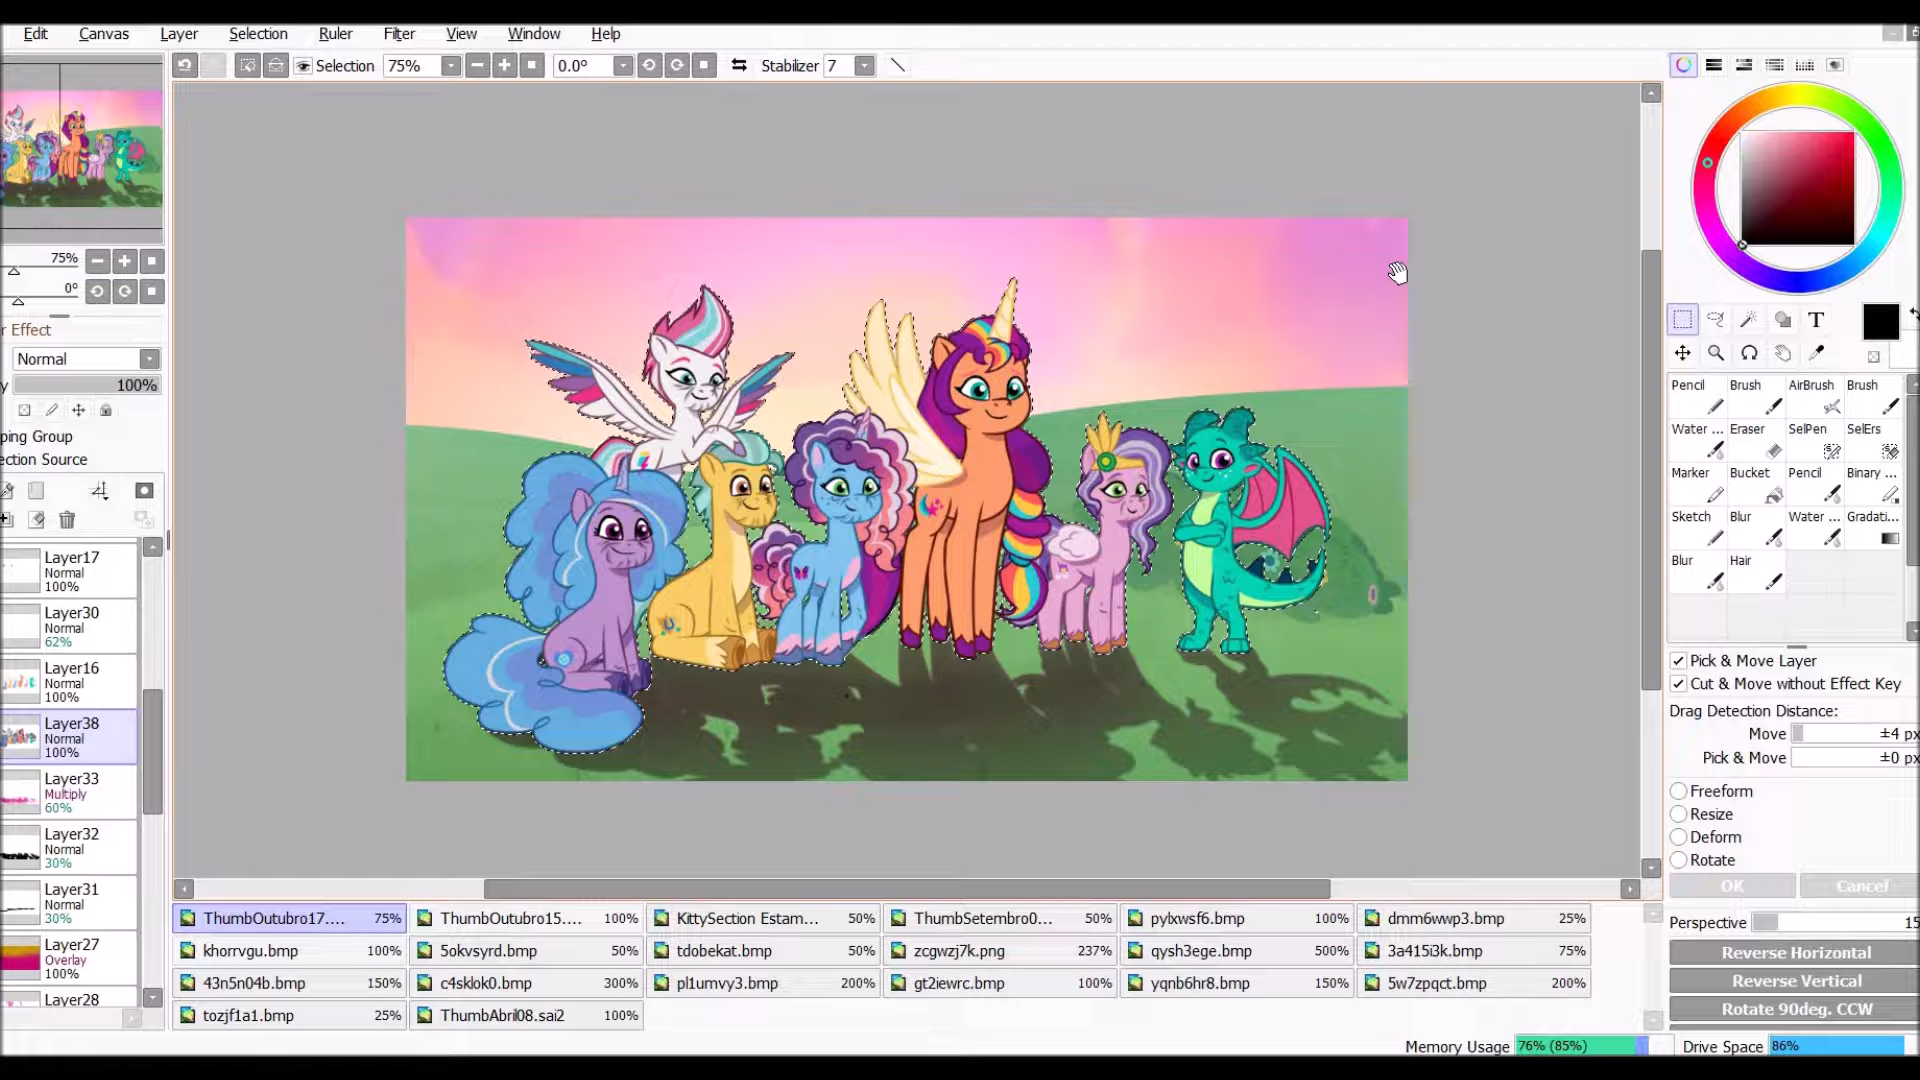 Edit Canvas Layer Selection Ruler Filter View Window Help
Selection 75% 0.0° Stabilizer 7
75%
0°
r Effect
Normal
y 100%
ping Group
ection Source
Layer17
Normal
100%
Layer30
Normal
62%
Layer16
Normal
100%
Layer38
Normal
100%
Layer33
Multiply
60%
Layer32
Normal
30%
Layer31
Normal
30%
Layer27
Overlay
100%
Layer28
T
Pencil Brush AirBrush Brush
Water ... Eraser SelPen SelErs
Marker Bucket Pencil Binary ...
Sketch Blur Water ... Gradati...
Blur Hair
Pick & Move Layer
Cut & Move without Effect Key
Drag Detection Distance:
Move ±4 px
Pick & Move ±0 px
Freeform
Resize
Deform
Rotate
OK Cancel
Perspective 15
Reverse Horizontal
Reverse Vertical
Rotate 90deg. CCW
ThumbOutubro17.... 75% ThumbOutubro15.... 100% KittySection Estam... 50% ThumbSetembro0... 50% pylxwsf6.bmp 100% dmm6wwp3.bmp 25%
khorrvgu.bmp 100% 5okvsyrd.bmp 50% tdobekat.bmp 50% zcgwzj7k.png 237% qysh3ege.bmp 500% 3a415i3k.bmp 75%
43n5n04b.bmp 150% c4sklok0.bmp 300% pl1umvy3.bmp 200% gt2iewrc.bmp 100% yqnb6hr8.bmp 150% 5w7zpqct.bmp 200%
tozjf1a1.bmp 25% ThumbAbril08.sai2 100%
Memory Usage 76% (85%) Drive Space 86%